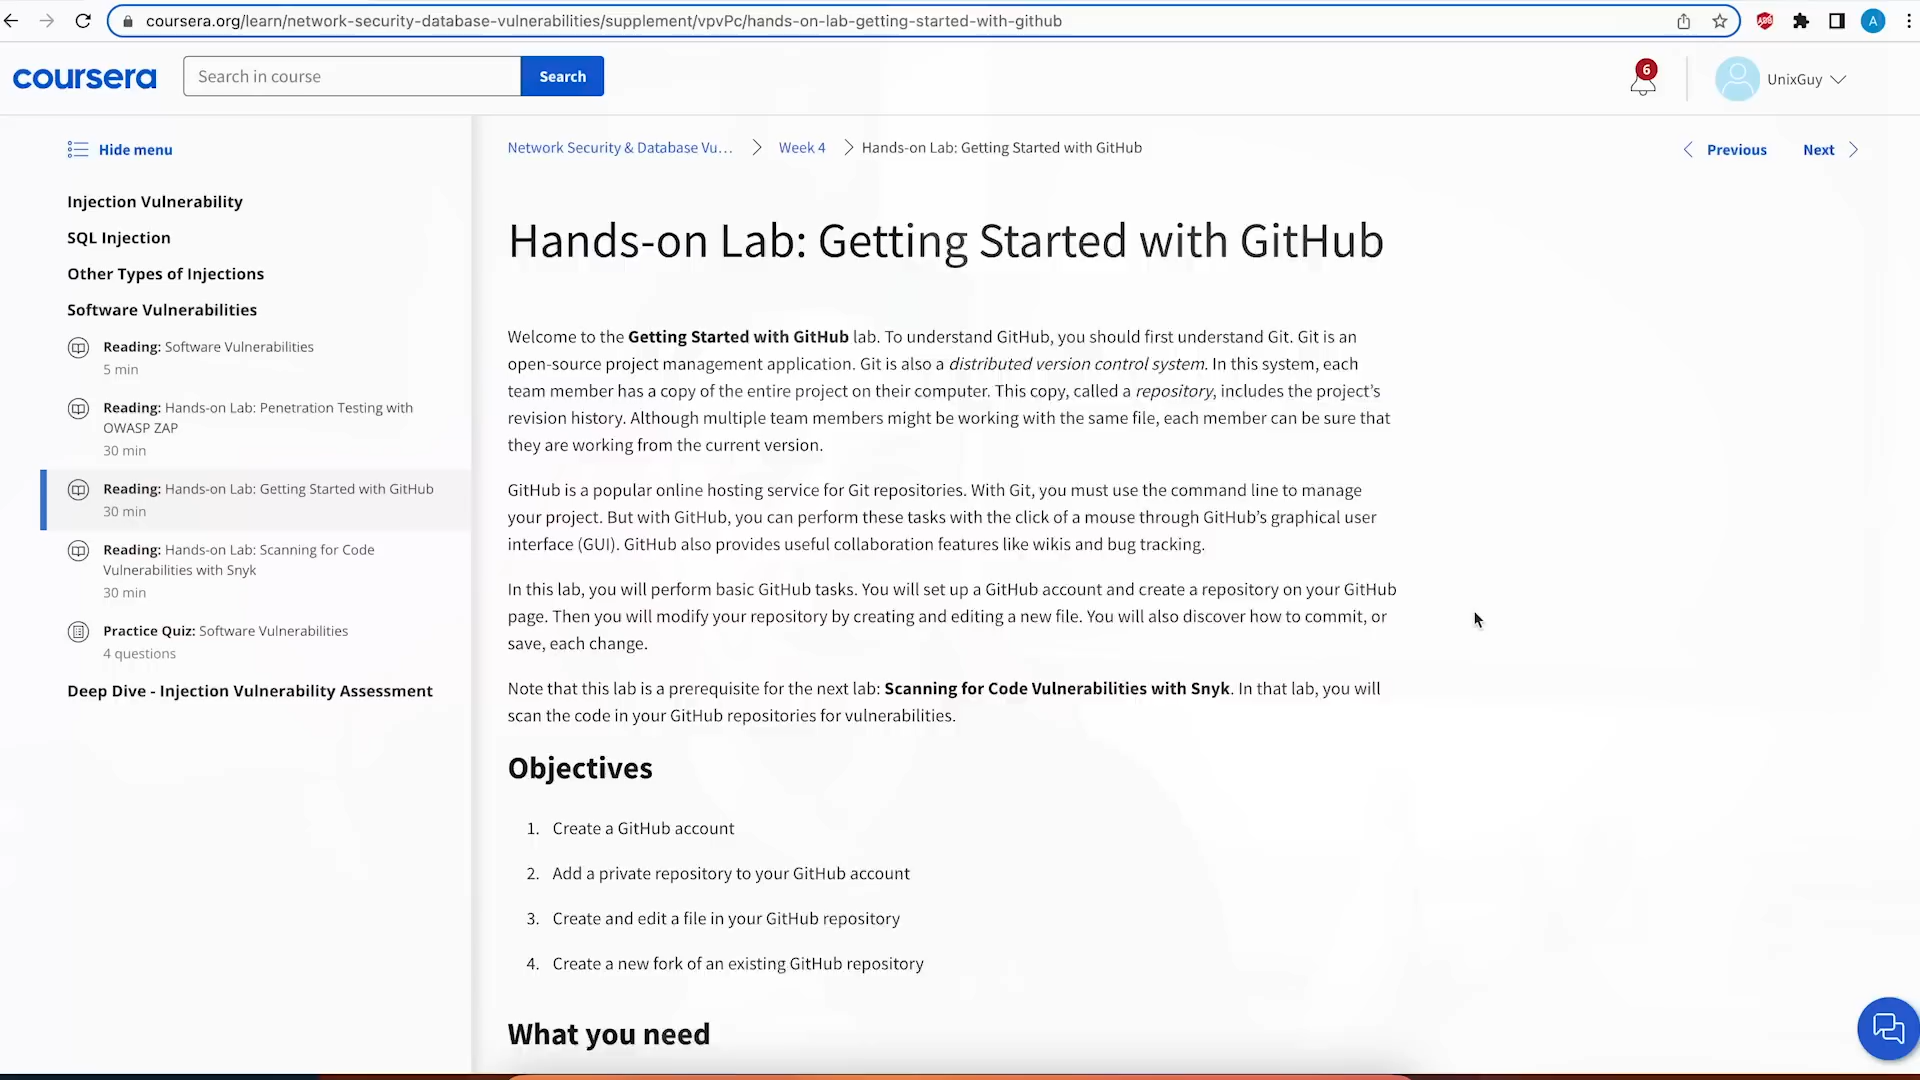 coursera.org/learn/network-security-database-vulnerabilities/supplement/vpvPc/hands-on-lab-getting-started-with-github
ABP
A
coursera
Search in course
Search
6
UnixGuy
Hide menu
Network Security & Database Vu…
Week 4
Hands-on Lab: Getting Started with GitHub
Previous
Next
Injection Vulnerability
SQL Injection
Other Types of Injections
Software Vulnerabilities
Reading: Software Vulnerabilities
5 min
Reading: Hands-on Lab: Penetration Testing with
OWASP ZAP
30 min
Reading: Hands-on Lab: Getting Started with GitHub
30 min
Reading: Hands-on Lab: Scanning for Code
Vulnerabilities with Snyk
30 min
Practice Quiz: Software Vulnerabilities
4 questions
Deep Dive - Injection Vulnerability Assessment
Hands-on Lab: Getting Started with GitHub
Welcome to the Getting Started with GitHub lab. To understand GitHub, you should first understand Git. Git is an
open-source project management application. Git is also a distributed version control system. In this system, each
team member has a copy of the entire project on their computer. This copy, called a repository, includes the project's
revision history. Although multiple team members might be working with the same file, each member can be sure that
they are working from the current version.
GitHub is a popular online hosting service for Git repositories. With Git, you must use the command line to manage
your project. But with GitHub, you can perform these tasks with the click of a mouse through GitHub's graphical user
interface (GUI). GitHub also provides useful collaboration features like wikis and bug tracking.
In this lab, you will perform basic GitHub tasks. You will set up a GitHub account and create a repository on your GitHub
page. Then you will modify your repository by creating and editing a new file. You will also discover how to commit, or
save, each change.
Note that this lab is a prerequisite for the next lab: Scanning for Code Vulnerabilities with Snyk. In that lab, you will
scan the code in your GitHub repositories for vulnerabilities.
Objectives
1. Create a GitHub account
2. Add a private repository to your GitHub account
3. Create and edit a file in your GitHub repository
4. Create a new fork of an existing GitHub repository
What you need